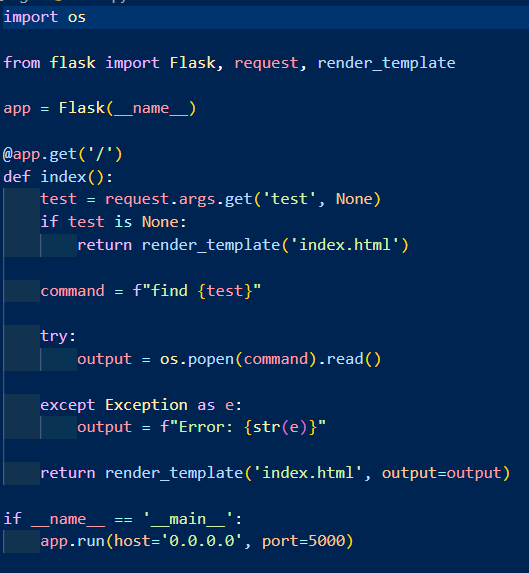 import os
from flask import Flask, request, render_template
app = Flask(__name__)
@app.get('/')
def index():
    test = request.args.get('test', None)
    if test is None:
        return render_template('index.html')
    command = f"find {test}"
    try:
        output = os.popen(command).read()
    except Exception as e:
        output = f"Error: {str(e)}"
    return render_template('index.html', output=output)
if __name__ == '__main__':
    app.run(host='0.0.0.0', port=5000)